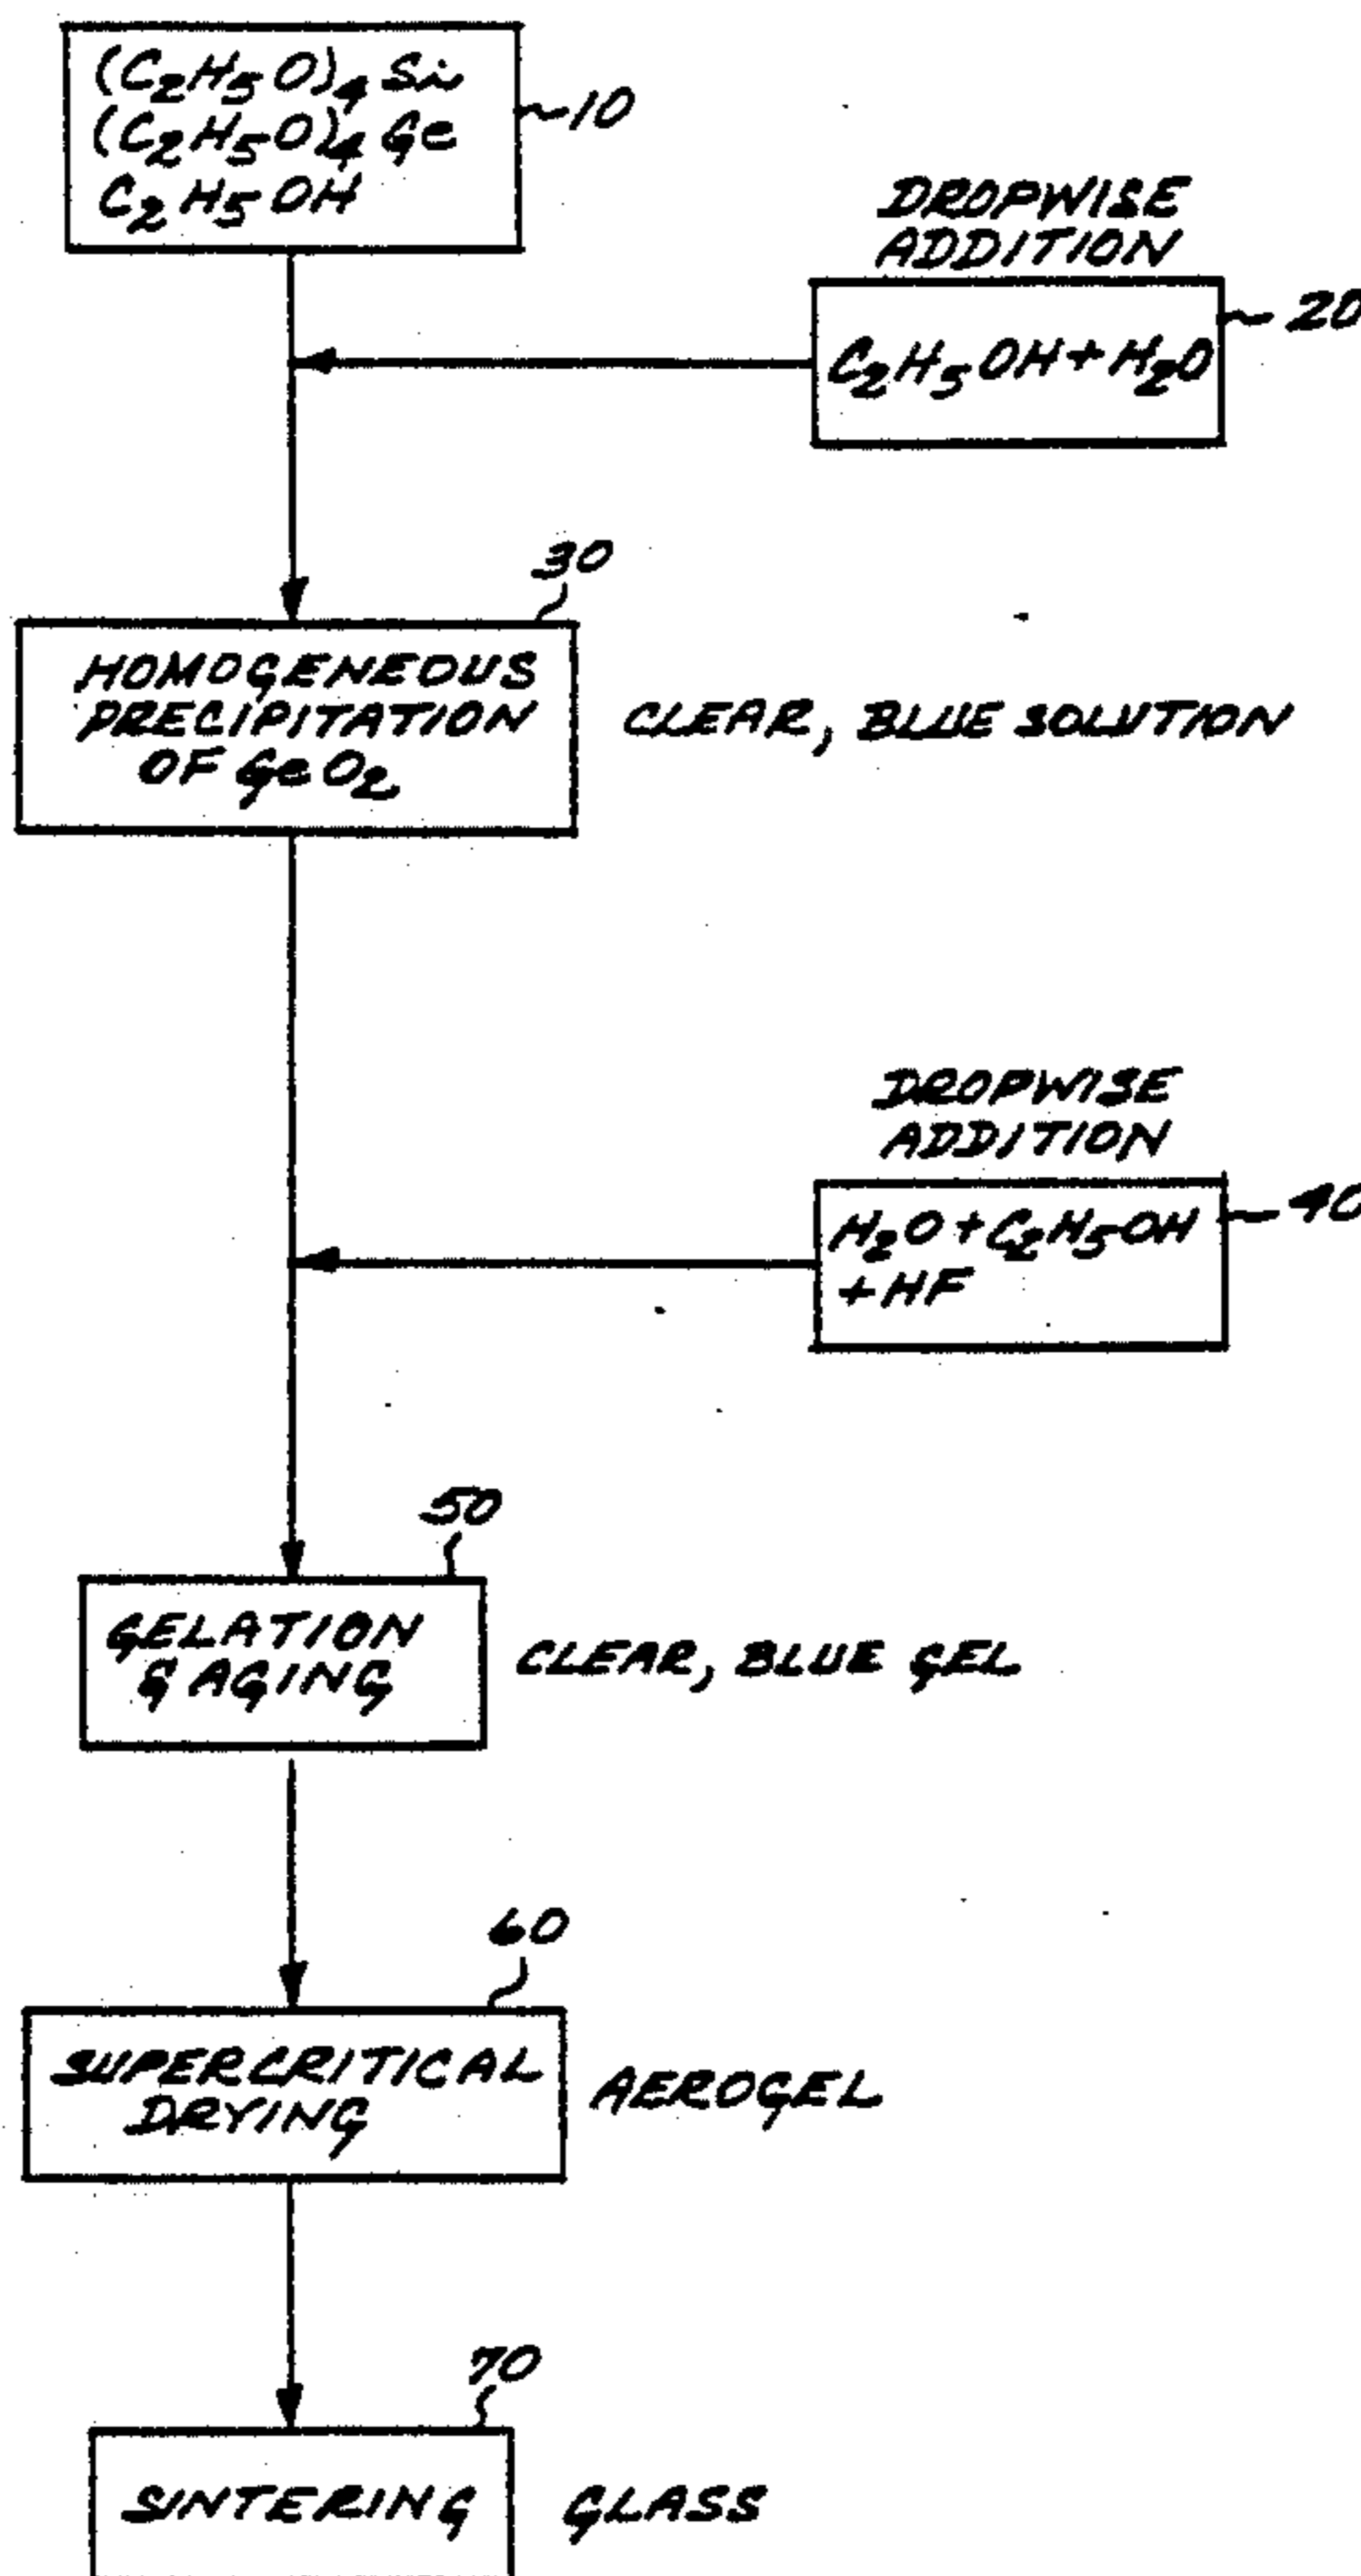 (C₂H₅O)₄ Si
(C₂H₅O)₄ Ge
C₂H₅OH
10
DROPWISE
ADDITION
C₂H₅OH + H₂O
20
30
HOMOGENEOUS
PRECIPITATION
OF GeO₂
CLEAR, BLUE SOLUTION
DROPWISE
ADDITION
H₂O + C₂H₅OH
+ HF
40
50
GELATION
& AGING
CLEAR, BLUE GEL
60
SUPERCRITICAL
DRYING
AEROGEL
70
SINTERING
GLASS